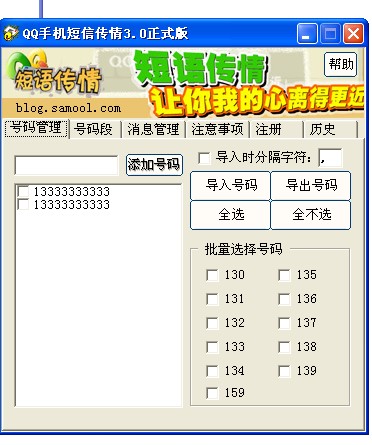 QQ手机短信传情3.0正式版
短语传情
短语传情
帮助
blog.samool.com
让你我的心离得更近
号码管理 号码段 消息管理 注意事项 注册 历史
添加号码 导入时分隔字符: ,
导入号码 导出号码
13333333333
13333333333
全选 全不选
批量选择号码
130 135
131 136
132 137
133 138
134 139
159